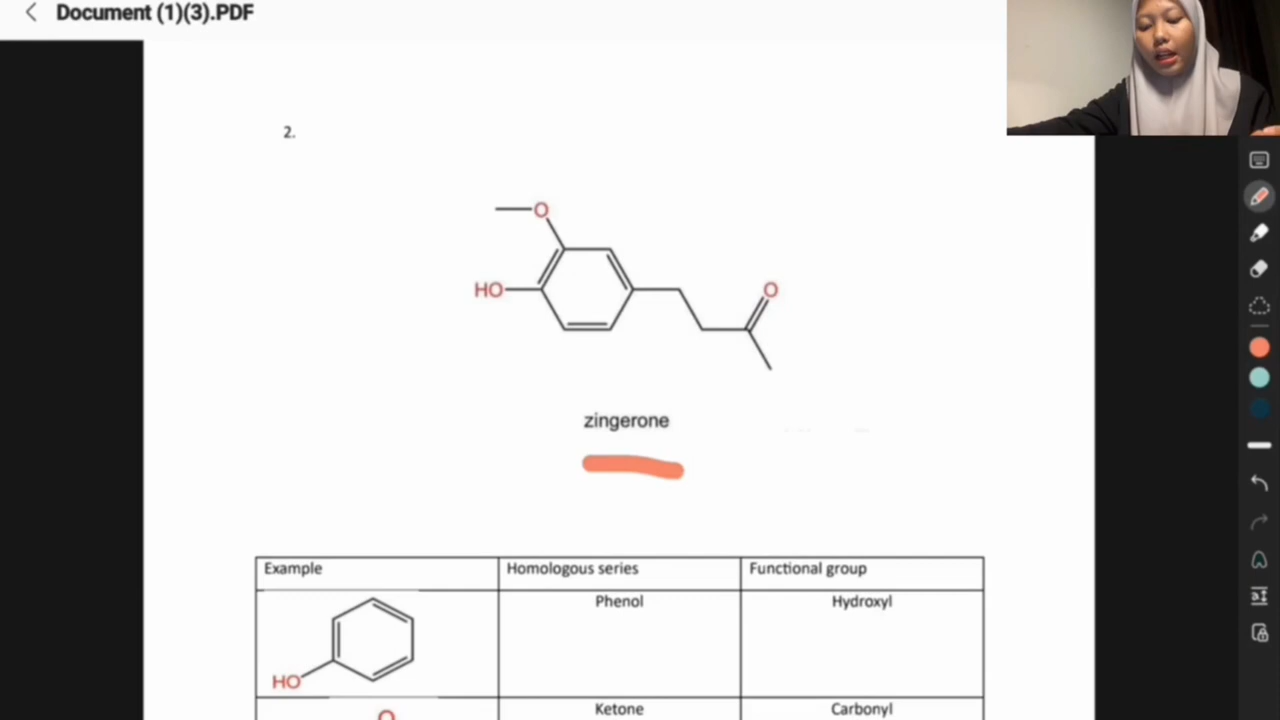 Document (1)(3).PDF
2.
O
HO
O
zingerone
Example Homologous series Functional group
Phenol Hydroxyl
HO
O
Ketone Carbonyl